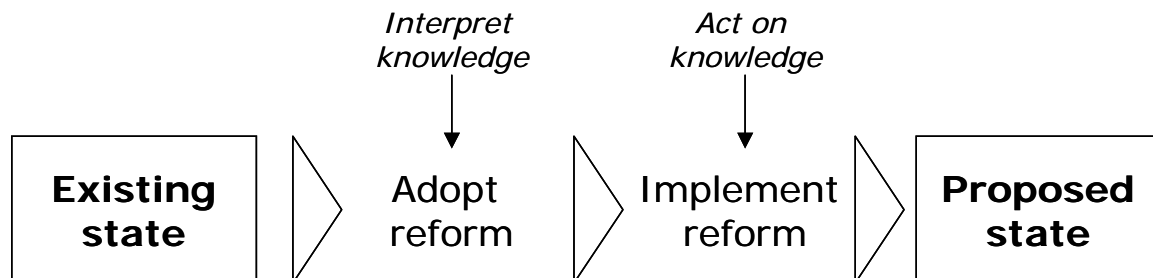 Interpret
knowledge
Act on
knowledge
Existing
state
Adopt
reform
Implement
reform
Proposed
state